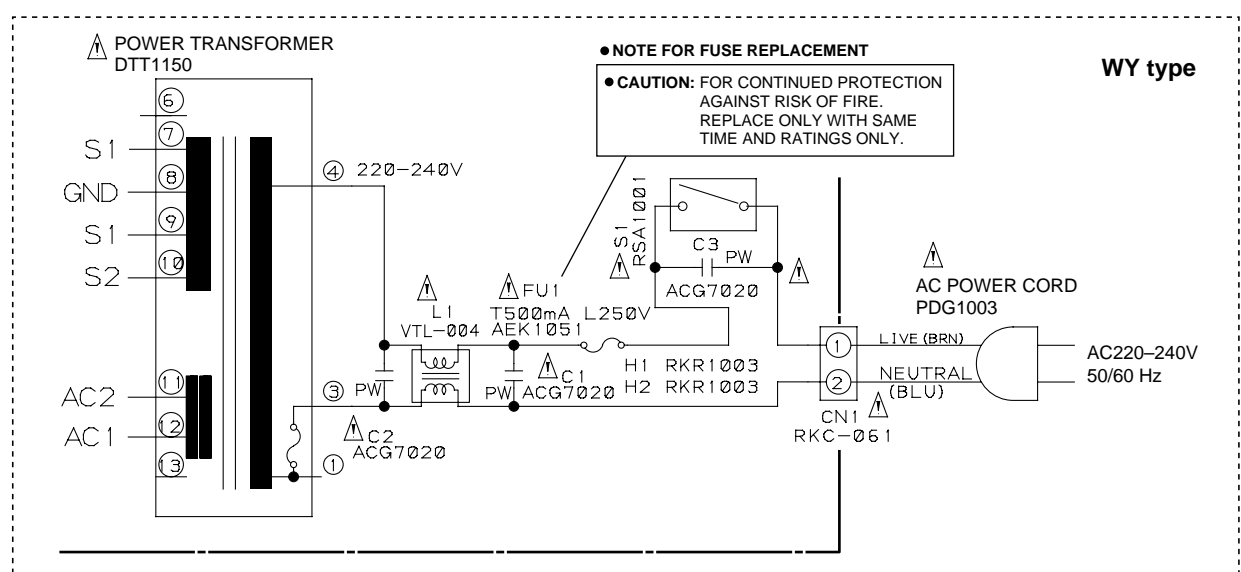 POWER TRANSFORMER
DTT1150
● NOTE FOR FUSE REPLACEMENT
● CAUTION: FOR CONTINUED PROTECTION
AGAINST RISK OF FIRE.
REPLACE ONLY WITH SAME
TIME AND RATINGS ONLY.
WY type
6
7
S1
8
GND
9
S1
10
S2
4 220-240V
S1
RSA1001
C3
PW
ACG7020
AC POWER CORD
PDG1003
FU1
T500mA L250V
AEK1051
L1
VTL-004
1
LIVE (BRN)
AC220–240V
50/60 Hz
H1 RKR1003
H2 RKR1003
2
NEUTRAL
(BLU)
CN1
RKC-061
C1
ACG7020
PW
PW
3
C2
ACG7020
11
AC2
12
AC1
13
1